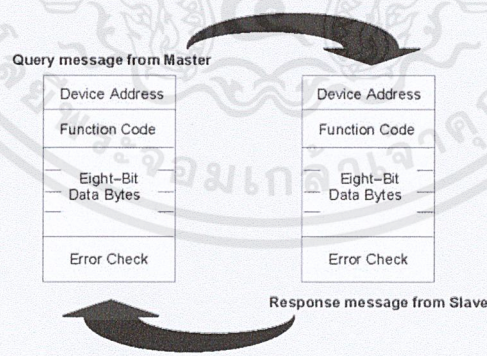 Query message from Master
Device Address
Function Code
Eight–Bit
Data Bytes
Error Check
Device Address
Function Code
Eight–Bit
Data Bytes
Error Check
Response message from Slave